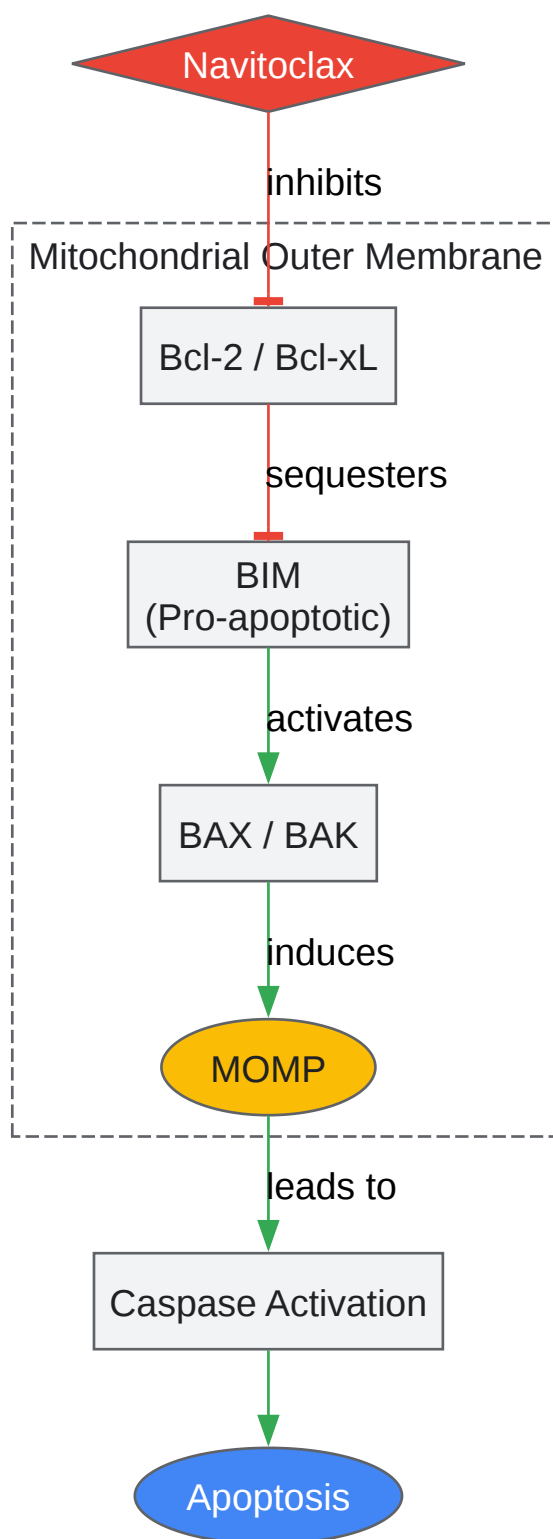 Navitoclax
inhibits
Mitochondrial Outer Membrane
Bcl-2 / Bcl-xL
sequesters
BIM
(Pro-apoptotic)
activates
BAX / BAK
induces
MOMP
leads to
Caspase Activation
Apoptosis